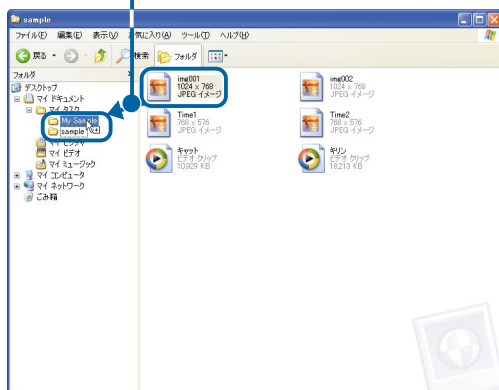 sample
ファイル(F) 編集(E) 表示(V) お気に入り(A) ツール(T) ヘルプ(H)
戻る 検索 フォルダ
フォルダ
デスクトップ
マイ ドキュメント
マイ タスク
My Sample
sample
マイ ピクチャ
マイ ビデオ
マイ ミュージック
マイ コンピュータ
マイ ネットワーク
ごみ箱
img001
1024 x 768
JPEG イメージ
img002
1024 x 768
JPEG イメージ
Time1
768 x 576
JPEG イメージ
Time2
768 x 576
JPEG イメージ
キャット
ビデオ クリップ
10,929 KB
キリン
ビデオ クリップ
18,213 KB